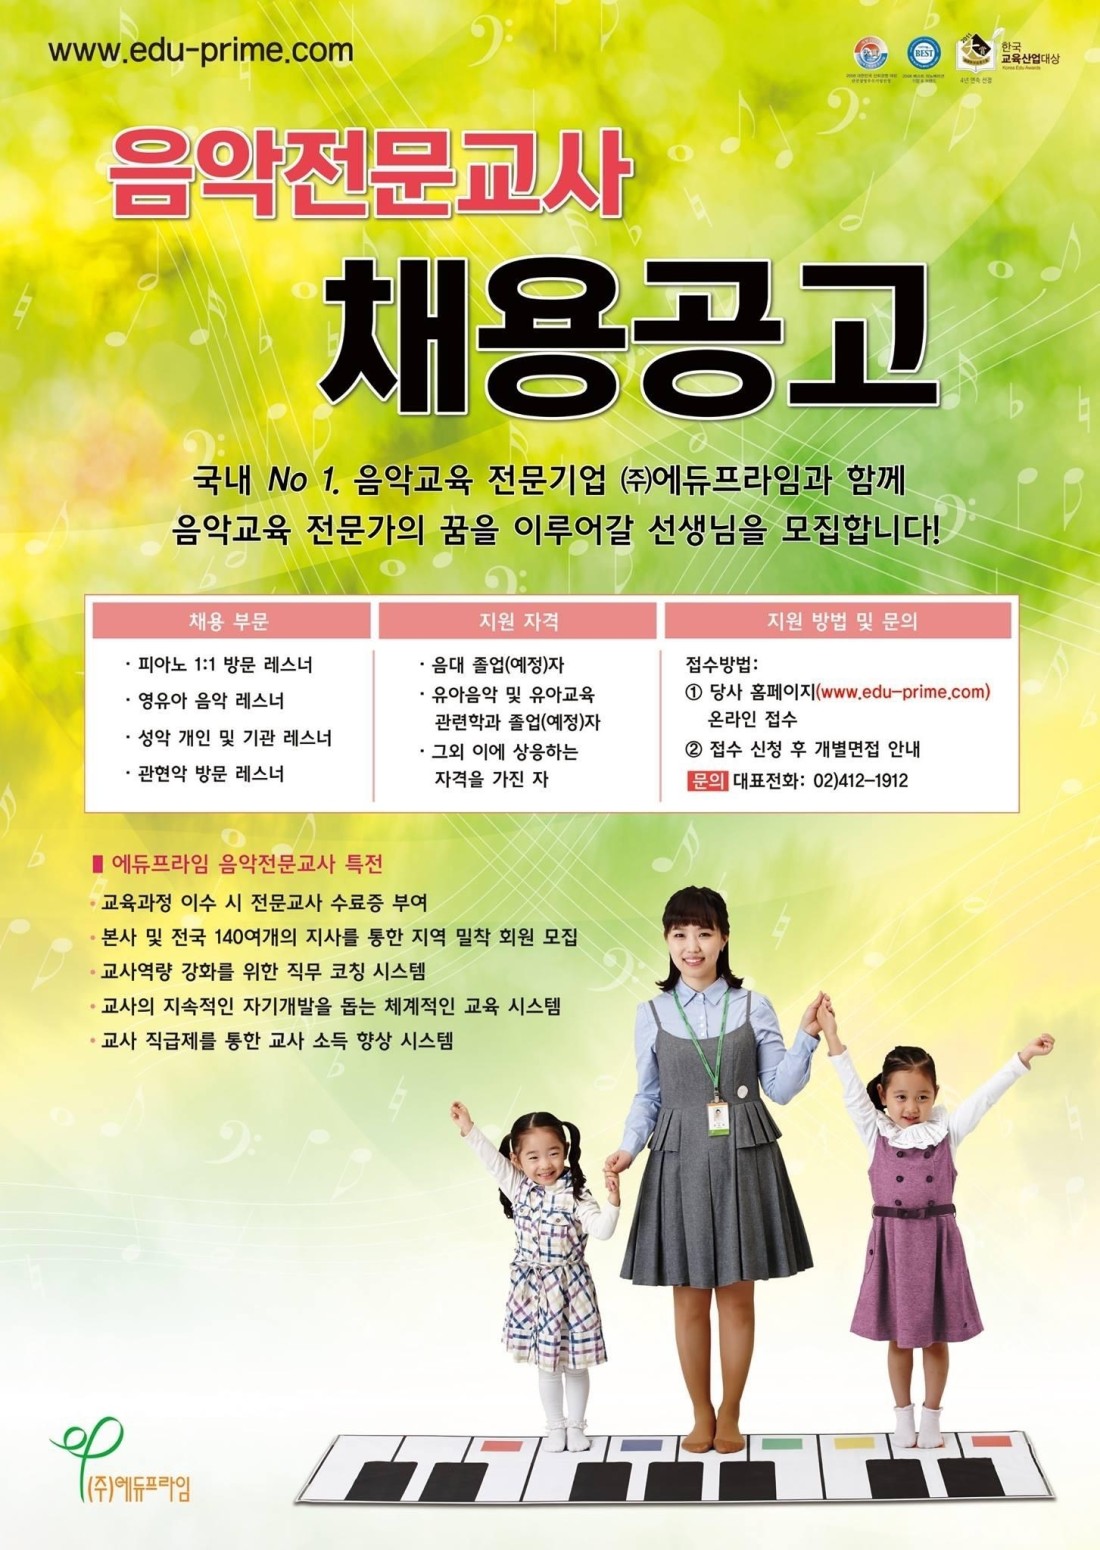 www.edu-prime.com
BEST
한국
교육산업대상
Korea Edu Awards
4년 연속 선정
음악전문교사
채용공고
국내 No 1. 음악교육 전문기업 ㈜에듀프라임과 함께
음악교육 전문가의 꿈을 이루어갈 선생님을 모집합니다!
채용 부문
· 피아노 1:1 방문 레스너
· 영유아 음악 레스너
· 성악 개인 및 기관 레스너
· 관현악 방문 레스너
지원 자격
· 음대 졸업(예정)자
· 유아음악 및 유아교육
관련학과 졸업(예정)자
· 그외 이에 상응하는
자격을 가진 자
지원 방법 및 문의
접수방법:
① 당사 홈페이지(www.edu-prime.com)
온라인 접수
② 접수 신청 후 개별면접 안내
문의 대표전화: 02)412-1912
에듀프라임 음악전문교사 특전
· 교육과정 이수 시 전문교사 수료증 부여
· 본사 및 전국 140여개의 지사를 통한 지역 밀착 회원 모집
· 교사역량 강화를 위한 직무 코칭 시스템
· 교사의 지속적인 자기개발을 돕는 체계적인 교육 시스템
· 교사 직급제를 통한 교사 소득 향상 시스템
(주)에듀프라임